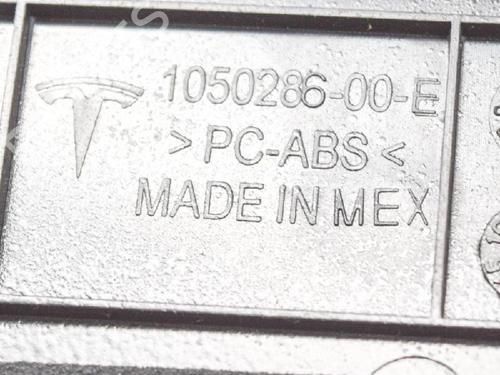 1050286-00-E
> PC-ABS <
MADE IN MEX